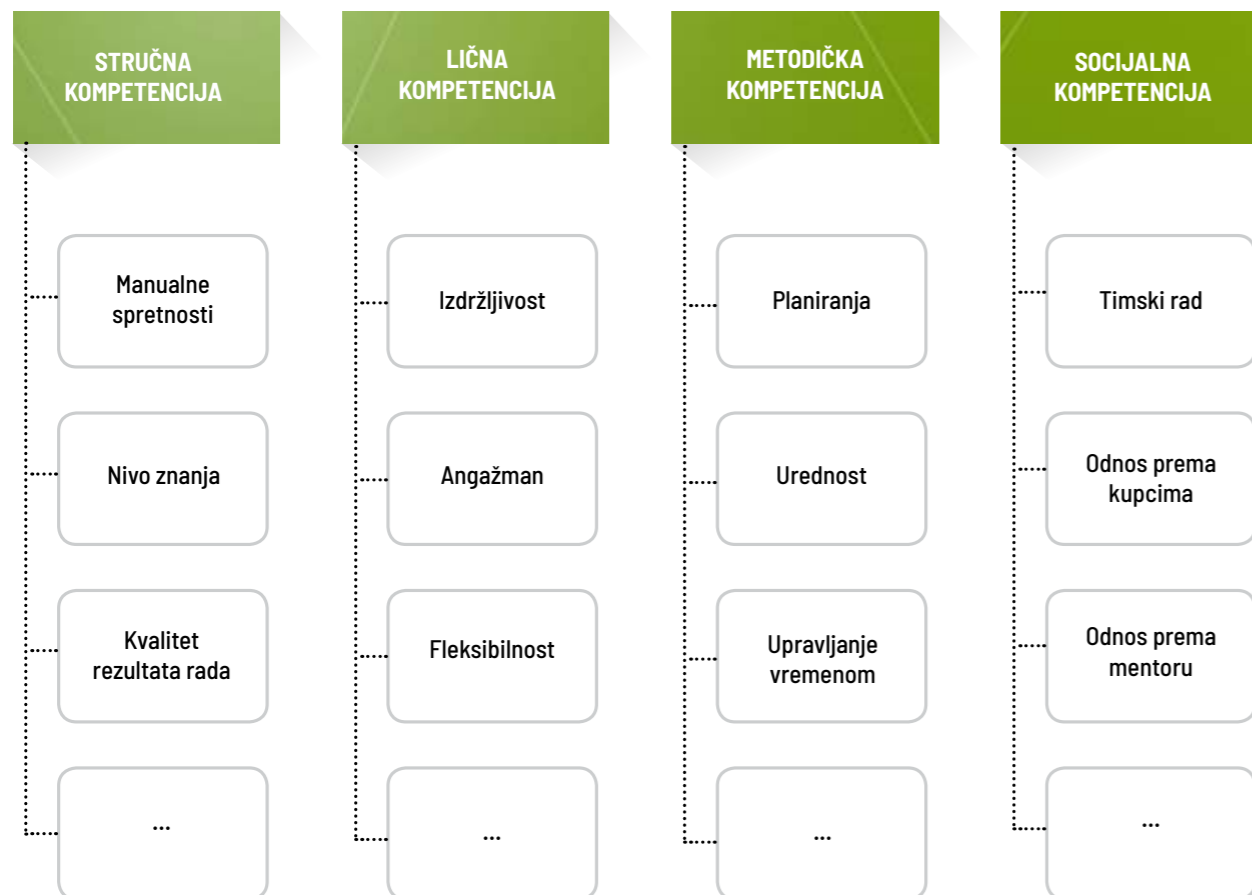 STRUČNA
KOMPETENCIJA
Manualne
spretnosti
Nivo znanja
Kvalitet
rezultata rada
...
LIČNA
KOMPETENCIJA
Izdržljivost
Angažman
Fleksibilnost
...
METODIČKA
KOMPETENCIJA
Planiranja
Urednost
Upravljanje
vremenom
...
SOCIJALNA
KOMPETENCIJA
Timski rad
Odnos prema
kupcima
Odnos prema
mentoru
...